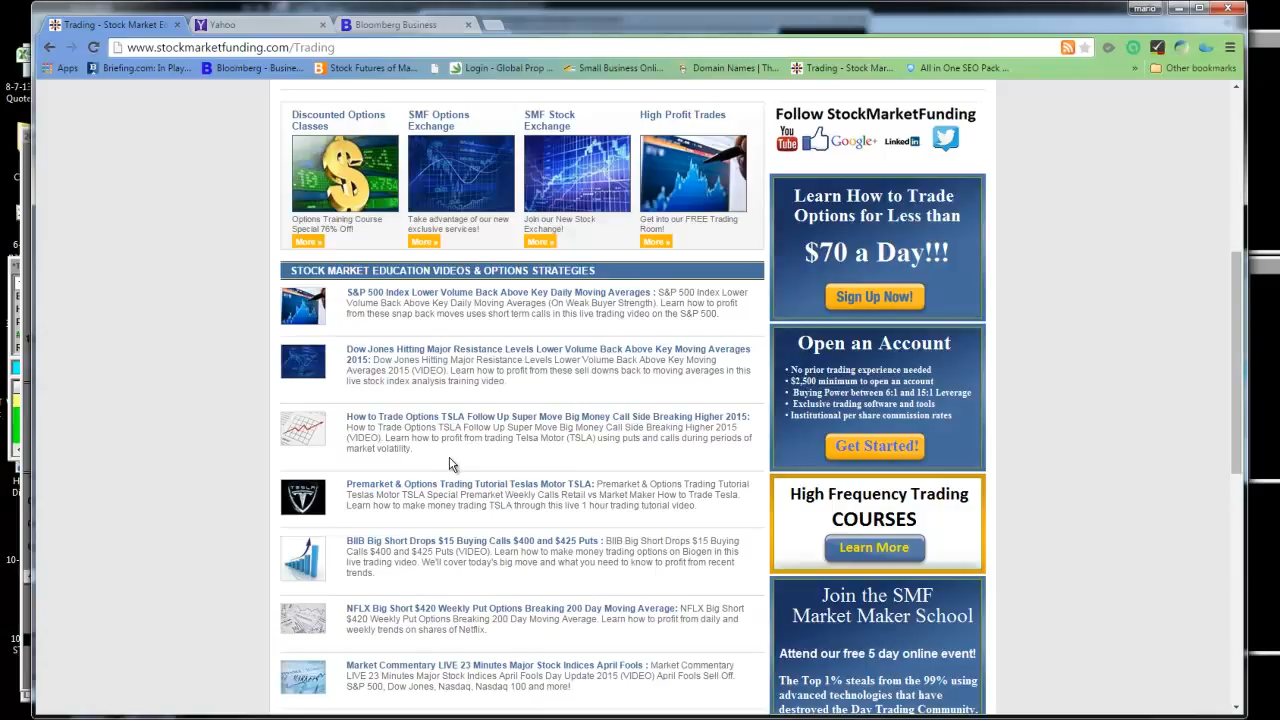 mario
Trading - Stock Market Ed
Yahoo
Bloomberg Business
www.stockmarketfunding.com/Trading
Apps
Briefing.com: In Play...
Bloomberg - Busine...
Stock Futures of Ma...
Login - Global Prop ...
Small Business Onli...
Domain Names | Th...
Trading - Stock Mar...
All in One SEO Pack ...
»
Other bookmarks
8-7-13
Quote
Discounted Options
Classes
SMF Options
Exchange
SMF Stock
Exchange
High Profit Trades
Options Training Course
Special 76% Off!
More »
Take advantage of our new
exclusive services!
More »
Join our New Stock
Exchange!
More »
Get into our FREE Trading
Room!
More »
STOCK MARKET EDUCATION VIDEOS & OPTIONS STRATEGIES
S&P 500 Index Lower Volume Back Above Key Daily Moving Averages : S&P 500 Index Lower
Volume Back Above Key Daily Moving Averages (On Weak Buyer Strength). Learn how to profit
from these snap back moves uses short term calls in this live trading video on the S&P 500.
Dow Jones Hitting Major Resistance Levels Lower Volume Back Above Key Moving Averages
2015: Dow Jones Hitting Major Resistance Levels Lower Volume Back Above Key Moving
Averages 2015 (VIDEO). Learn how to profit from these sell downs back to moving averages in this
live stock index analysis training video.
How to Trade Options TSLA Follow Up Super Move Big Money Call Side Breaking Higher 2015:
How to Trade Options TSLA Follow Up Super Move Big Money Call Side Breaking Higher 2015
(VIDEO). Learn how to profit from trading Telsa Motor (TSLA) using puts and calls during periods of
market volatility.
Premarket & Options Trading Tutorial Teslas Motor TSLA: Premarket & Options Trading Tutorial
Teslas Motor TSLA Special Premarket Weekly Calls Retail vs Market Maker How to Trade Tesla.
Learn how to make money trading TSLA through this live 1 hour trading tutorial video.
BIIB Big Short Drops $15 Buying Calls $400 and $425 Puts : BIIB Big Short Drops $15 Buying
Calls $400 and $425 Puts (VIDEO). Learn how to make money trading options on Biogen in this
live trading video. We'll cover today's big move and what you need to know to profit from recent
trends.
NFLX Big Short $420 Weekly Put Options Breaking 200 Day Moving Average: NFLX Big Short
$420 Weekly Put Options Breaking 200 Day Moving Average. Learn how to profit from daily and
weekly trends on shares of Netflix.
Market Commentary LIVE 23 Minutes Major Stock Indices April Fools : Market Commentary
LIVE 23 Minutes Major Stock Indices April Fools Day Update 2015 (VIDEO) April Fools Sell Off.
S&P 500, Dow Jones, Nasdaq, Nasdaq 100 and more!
Follow StockMarketFunding
You
Tube
Google+
Linked in
Learn How to Trade
Options for Less than
$70 a Day!!!
Sign Up Now!
Open an Account
• No prior trading experience needed
• $2,500 minimum to open an account
• Buying Power between 6:1 and 15:1 Leverage
• Exclusive trading software and tools
• Institutional per share commission rates
Get Started!
High Frequency Trading
COURSES
Learn More
Join the SMF
Market Maker School
Attend our free 5 day online event!
The Top 1% steals from the 99% using
advanced technologies that have
destroyed the Day Trading Community.